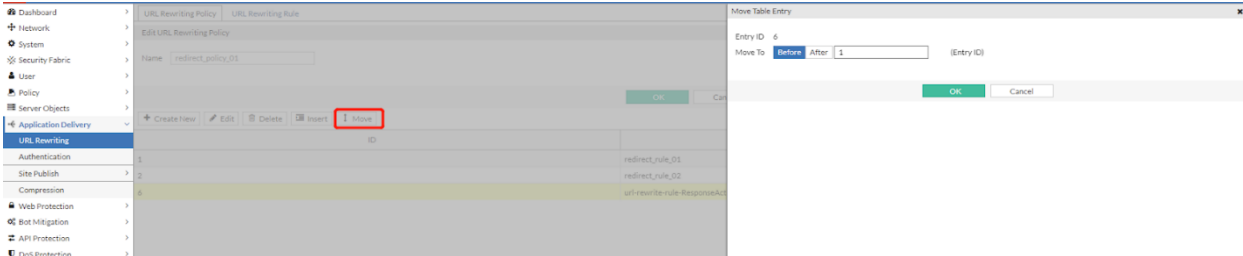 Dashboard
Network
System
Security Fabric
User
Policy
Server Objects
Application Delivery
URL Rewriting
Authentication
Site Publish
Compression
Web Protection
Bot Mitigation
API Protection
DoS Protection
URL Rewriting Policy URL Rewriting Rule
Edit URL Rewriting Policy
Name redirect_policy_01
OK Can
Create New Edit Delete Insert Move
ID
1 redirect_rule_01
2 redirect_rule_02
6 url-rewrite-rule-ResponseAct
Move Table Entry
Entry ID 6
Move To Before After 1 (Entry ID)
OK Cancel